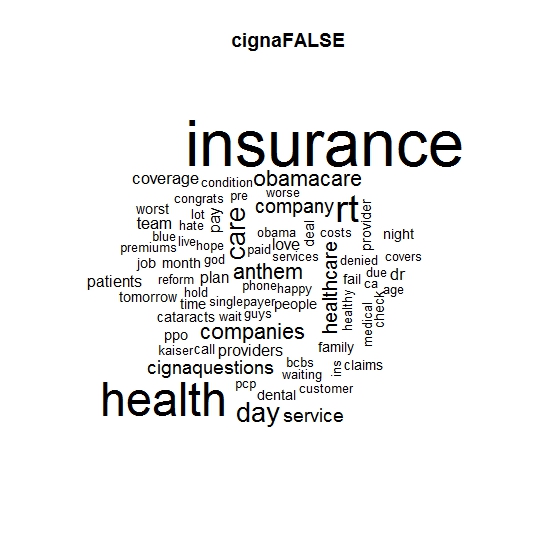 cignaFALSE
insurance
coverage condition obamacare
congrats pre worse
worst lot pay care company rt provider
team hate obama deal costs night
blue live hope love
premiums god paid services healthcare denied covers
job month anthem due dr
patients reform plan phone happy fail ca age
tomorrow hold singlepayer people healthy medical check
time
cataracts wait guys
ppo companies family
kaiser call providers
cignaquestions bcbs ins claims
waiting
health pcp dental customer
day service